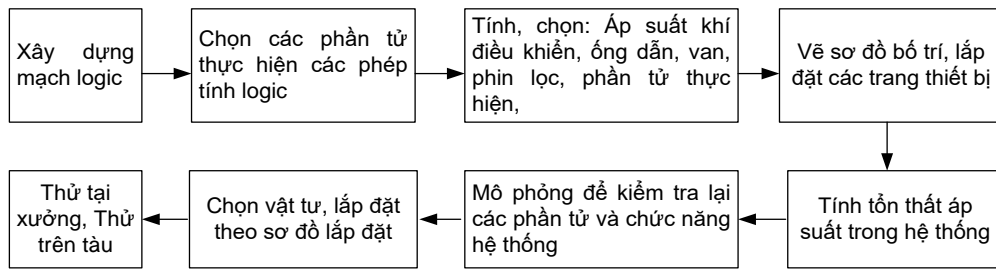 Xây dựng
mạch logic
Chọn các phần tử
thực hiện các phép
tính logic
Tính, chọn: Áp suất khí
điều khiển, ống dẫn, van,
phin lọc, phần tử thực
hiện,
Vẽ sơ đồ bố trí, lắp
đặt các trang thiết bị
Tính tổn thất áp
suất trong hệ thống
Mô phỏng để kiểm tra lại
các phần tử và chức năng
hệ thống
Chọn vật tư, lắp đặt
theo sơ đồ lắp đặt
Thử tại
xưởng, Thử
trên tàu